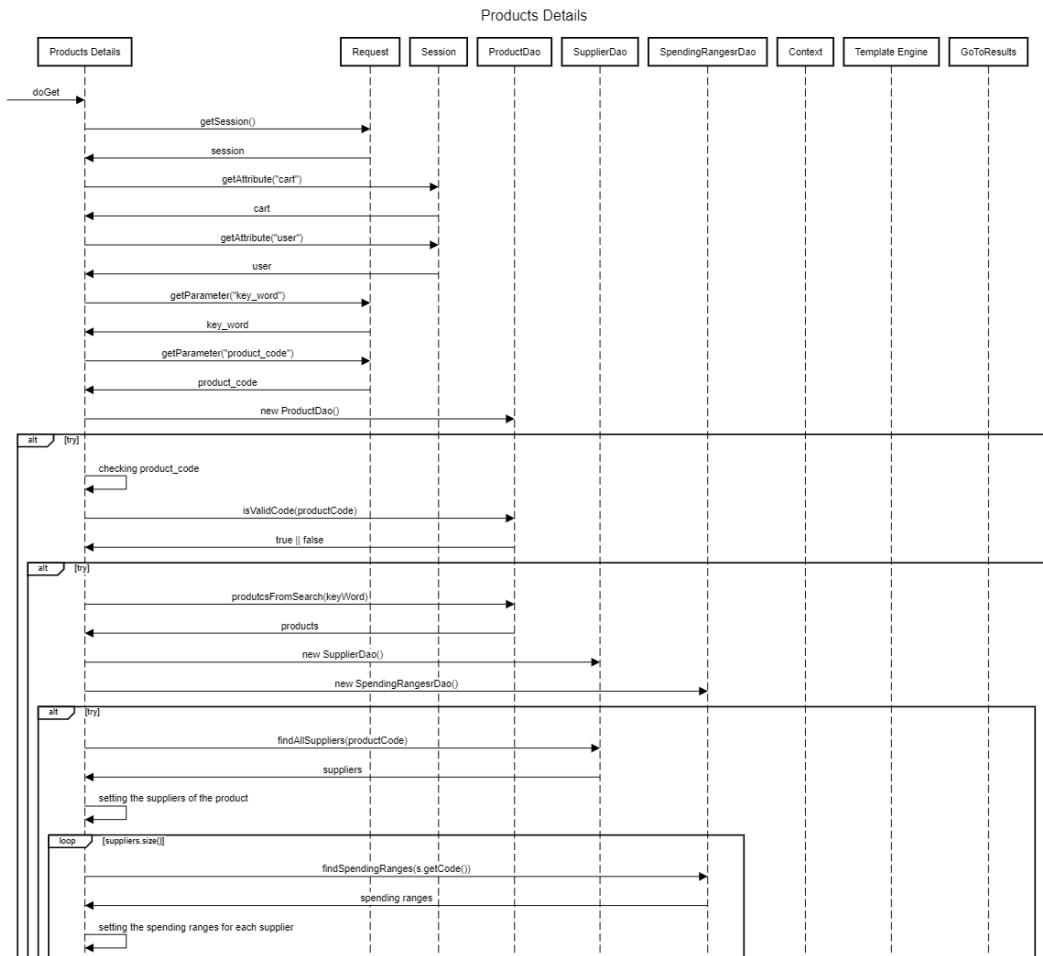 Products Details
Products Details
Request
Session
ProductDao
SupplierDao
SpendingRangesrDao
Context
Template Engine
GoToResults
doGet
getSession()
session
getAttribute("cart")
cart
getAttribute("user")
user
getParameter("key_word")
key_word
getParameter("product_code")
product_code
new ProductDao()
alt [try]
checking product_code
isValidCode(productCode)
true || false
alt [try]
produtcsFromSearch(keyWord)
products
new SupplierDao()
new SpendingRangesrDao()
alt [try]
findAllSuppliers(productCode)
suppliers
setting the suppliers of the product
loop [suppliers.size()]
findSpendingRanges(s.getCode())
spending ranges
setting the spending ranges for each supplier